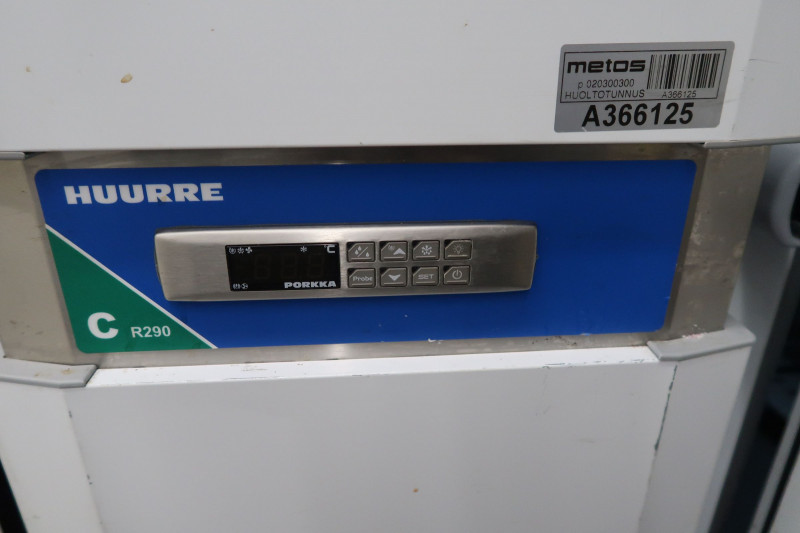 metos
p 020300300
HUOLTOTUNNUS A366125
A366125
HUURRE
°C
PORKKA
Probe
SET
C R290